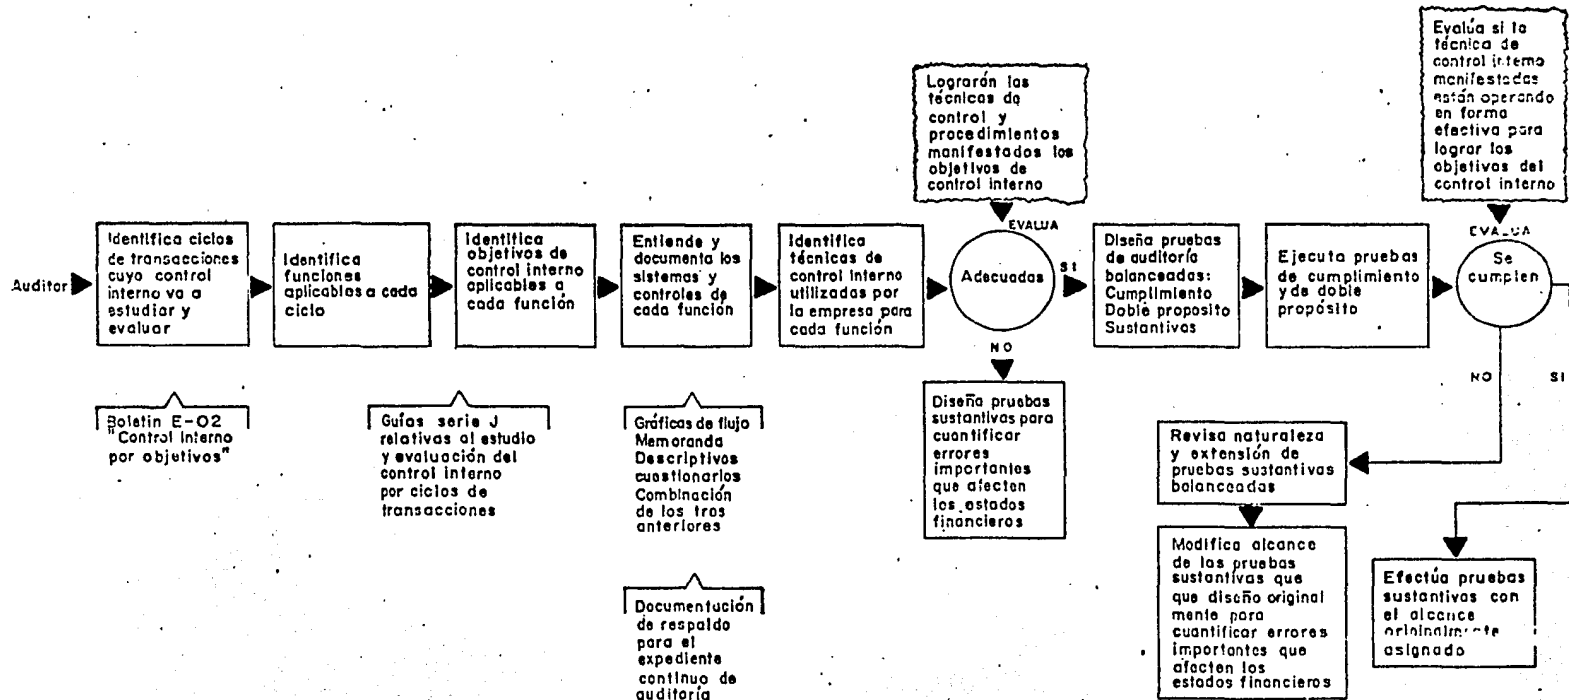 Auditor
Identifica ciclos
de transacciones
cuyo control
interno va a
estudiar y
evaluar
Identifica
funciones
aplicables a cada
ciclo
Identifica
objetivos de
control interno
aplicables a
cada función
Entiende y
documenta los
sistemas y
controles de
cada función
Identifica
técnicas de
control interno
utilizadas por
la empresa para
cada función
Lograrán las
técnicas de
control y
procedimientos
manifestados los
objetivos de
control interno
EVALUA
Adecuadas
SI
NO
Diseña pruebas
sustantivas para
cuantificar
errores
importantes
que afecten
los estados
financieros
Diseña pruebas
de auditoría
balanceadas:
Cumplimiento
Doble proposito
Sustantivas
Ejecuta pruebas
de cumplimiento
y de doble
propósito
Evalúa si la
técnica de
control interno
manifestadas
están operando
en forma
efectiva para
lograr los
objetivos del
control interno
EVALUA
Se
cumplen
NO
SI
Revisa naturaleza
y extensión de
pruebas sustantivas
balanceadas
Modifica alcance
de las pruebas
sustantivas que
que diseño original
mente para
cuantificar errores
importantes que
afecten los
estados financieros
Efectúa pruebas
sustantivas con
el alcance
originalmente
asignado
Boletin E-02
"Control Interno
por objetivos"
Guías serie J
relativas al estudio
y evaluación del
control interno
por ciclos de
transacciones
Gráficas de flujo
Memoranda
Descriptivos
cuestionarios
Combinación
de los tres
anteriores
Documentación
de respaldo
para el
expediente
continuo de
auditoría